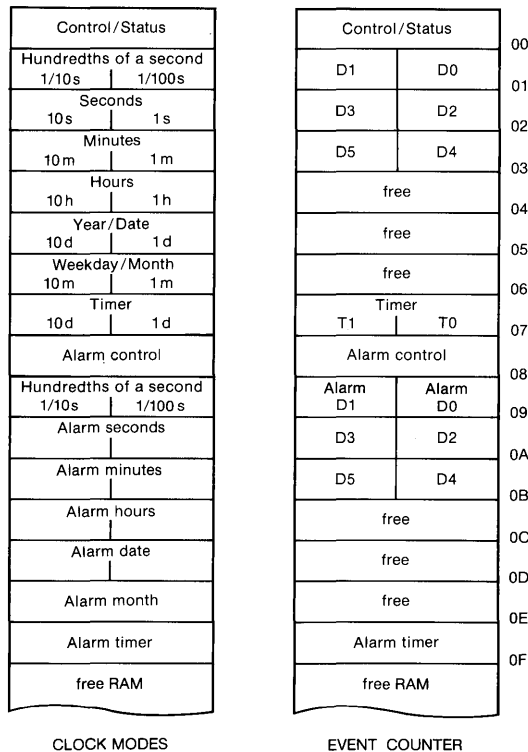 Control/Status
Hundredths of a second
1/10s 1/100s
Seconds
10s 1s
Minutes
10m 1m
Hours
10h 1h
Year/Date
10d 1d
Weekday/Month
10m 1m
Timer
10d 1d
Alarm control
Hundredths of a second
1/10s 1/100s
Alarm seconds
Alarm minutes
Alarm hours
Alarm date
Alarm month
Alarm timer
free RAM
CLOCK MODES
Control/Status
00
D1 D0
01
D3 D2
02
D5 D4
03
free
04
free
05
free
06
Timer
T1 T0
07
Alarm control
08
Alarm Alarm
D1 D0
09
D3 D2
0A
D5 D4
0B
free
0C
free
0D
free
0E
Alarm timer
0F
free RAM
EVENT COUNTER